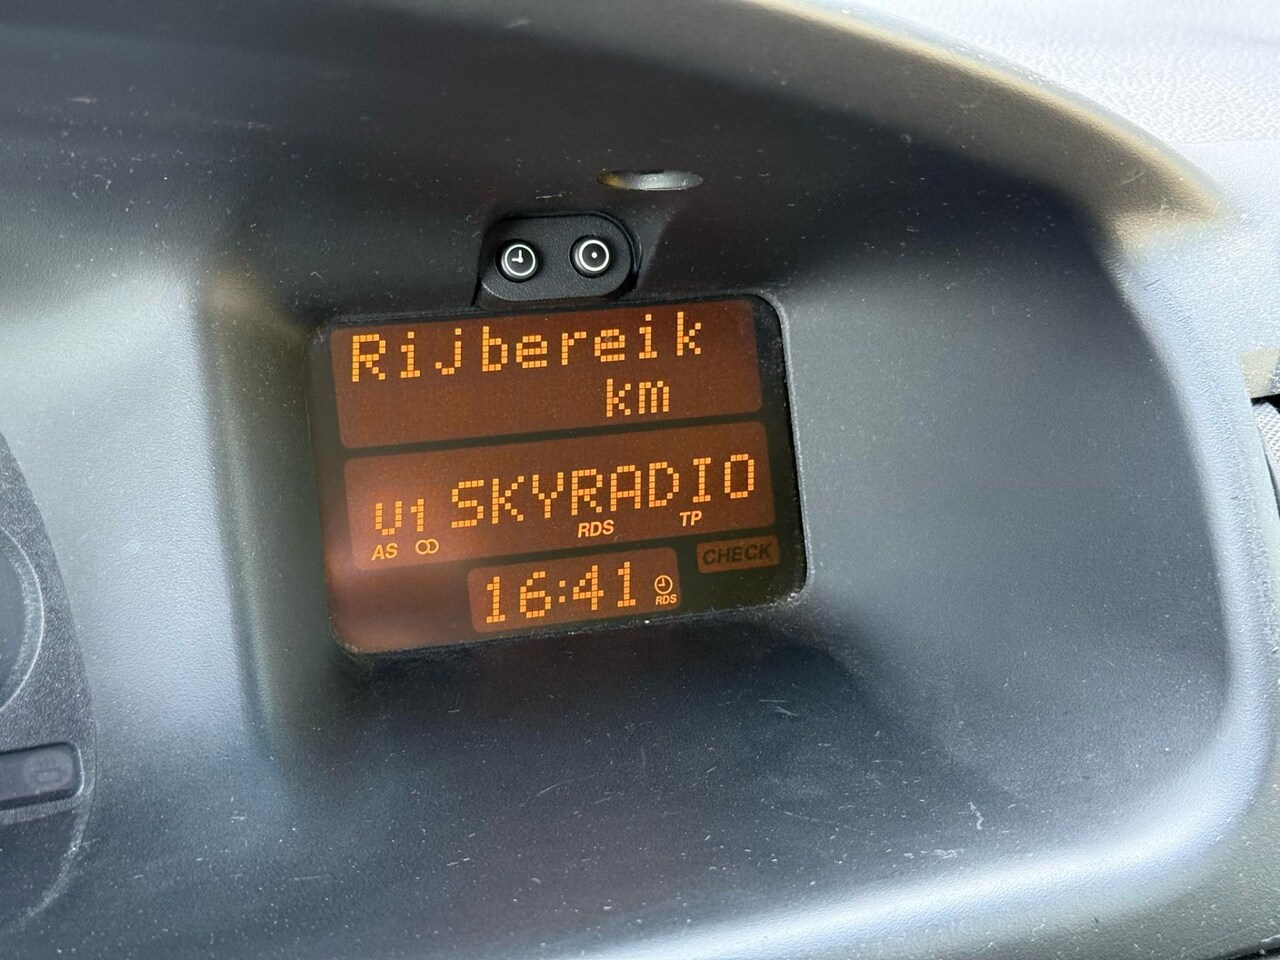 Rijbereik
km
U1 SKYRADIO
AS RDS TP
CHECK
16:41 RDS